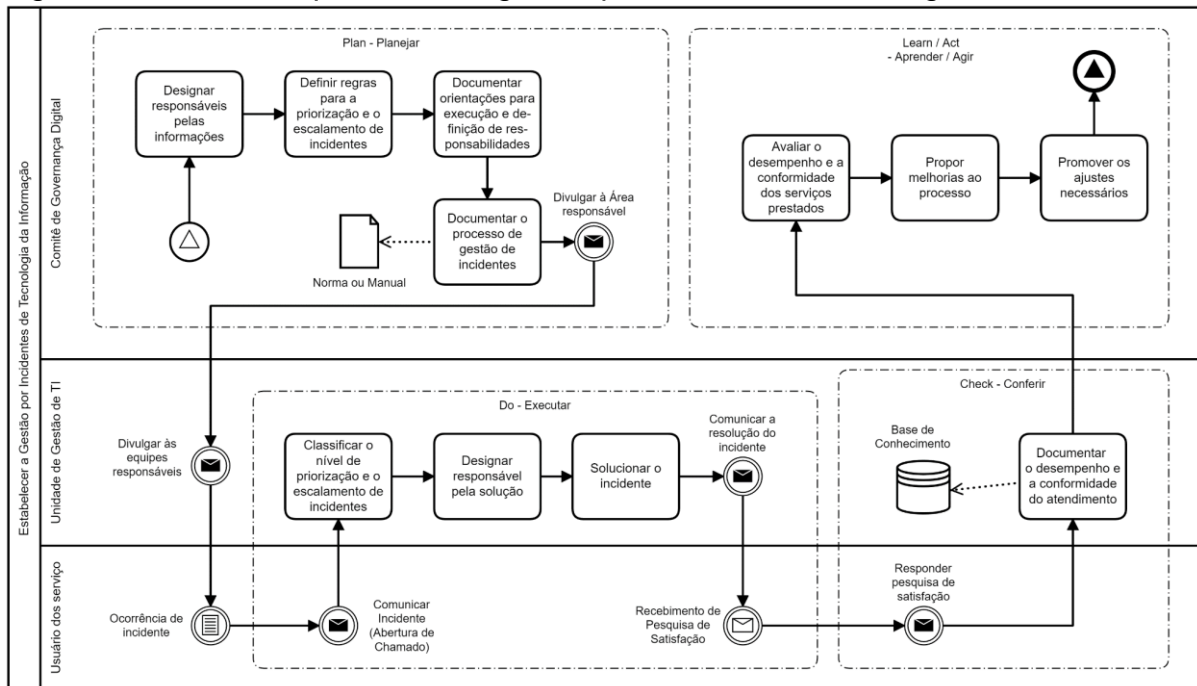 Estabelecer a Gestão por Incidentes de Tecnologia da Informação
Comitê de Governança Digital
Plan - Planejar
Designar
responsáveis
pelas
informações
Definir regras
para a
priorização e o
escalamento de
incidentes
Documentar
orientações para
execução e de-
finição de res-
ponsabilidades
Documentar o
processo de
gestão de
incidentes
Divulgar à Área
responsável
Norma ou Manual
Learn / Act
- Aprender / Agir
Avaliar o
desempenho e a
conformidade
dos serviços
prestados
Propor
melhorias ao
processo
Promover os
ajustes
necessários
Unidade de Gestão de TI
Divulgar às
equipes
responsáveis
Do - Executar
Classificar o
nível de
priorização e o
escalamento de
incidentes
Designar
responsável
pela solução
Solucionar o
incidente
Comunicar a
resolução do
incidente
Check - Conferir
Base de
Conhecimento
Documentar
o desempenho e
a conformidade
do atendimento
Usuário dos serviço
Ocorrência de
incidente
Comunicar
Incidente
(Abertura de
Chamado)
Recebimento de
Pesquisa de
Satisfação
Responder
pesquisa de
satisfação